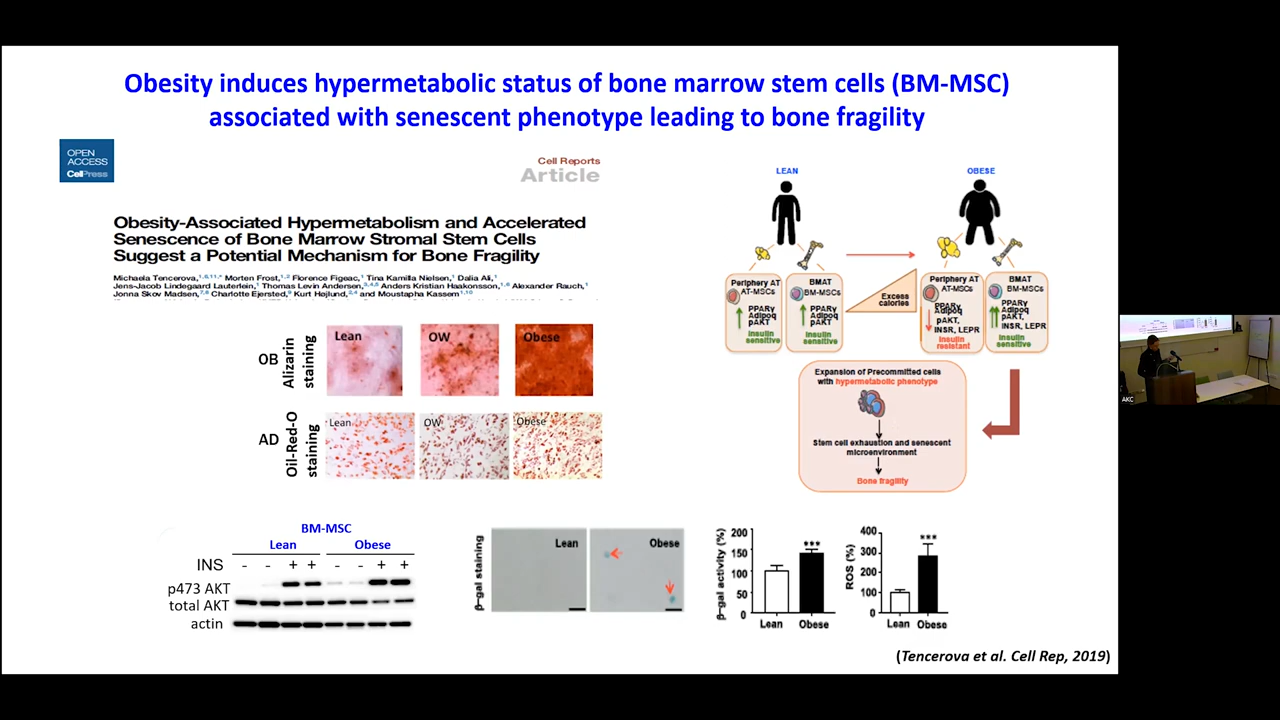 Obesity induces hypermetabolic status of bone marrow stem cells (BM-MSC)
associated with senescent phenotype leading to bone fragility
OPEN
ACCESS
CellPress
Cell Reports
Article
Obesity-Associated Hypermetabolism and Accelerated
Senescence of Bone Marrow Stromal Stem Cells
Suggest a Potential Mechanism for Bone Fragility
Michaela Tencerova, Morten Frost, Florence Figeac, Tina Kamilla Nielsen, Dalia Ali,
Jens-Jacob Lindegaard Lauterlein, Thomas Levin Andersen, Anders Kristian Haakonsson, Alexander Rauch,
Jonna Skov Madsen, Charlotte Ejersted, Kurt Højlund, and Moustapha Kassem
OB
Alizarin
staining
Lean
OW
Obese
AD
Oil-Red-O
staining
Lean
OW
Obese
BM-MSC
Lean
Obese
INS - - + + - - + +
p473 AKT
total AKT
actin
β-gal staining
Lean
Obese
β-gal activity (%)
200
150
100
50
0
***
Lean Obese
ROS (%)
400
300
200
100
0
***
Lean Obese
LEAN
OBESE
Periphery AT
AT-MSCs
PPARγ
Adipoq
pAKT
Insulin
sensitive
BMAT
BM-MSCs
PPARγ
Adipoq
pAKT
Insulin
sensitive
Excess
calories
Periphery AT
AT-MSCs
PPARγ
Adipoq
pAKT,
INSR, LEPR
Insulin
resistant
BMAT
BM-MSCs
PPARγ
Adipoq
pAKT,
INSR, LEPR
Insulin
sensitive
Expansion of Precommitted cells
with hypermetabolic phenotype
Stem cell exhaustion and senescent
microenvironment
Bone fragility
(Tencerova et al. Cell Rep, 2019)
AKC